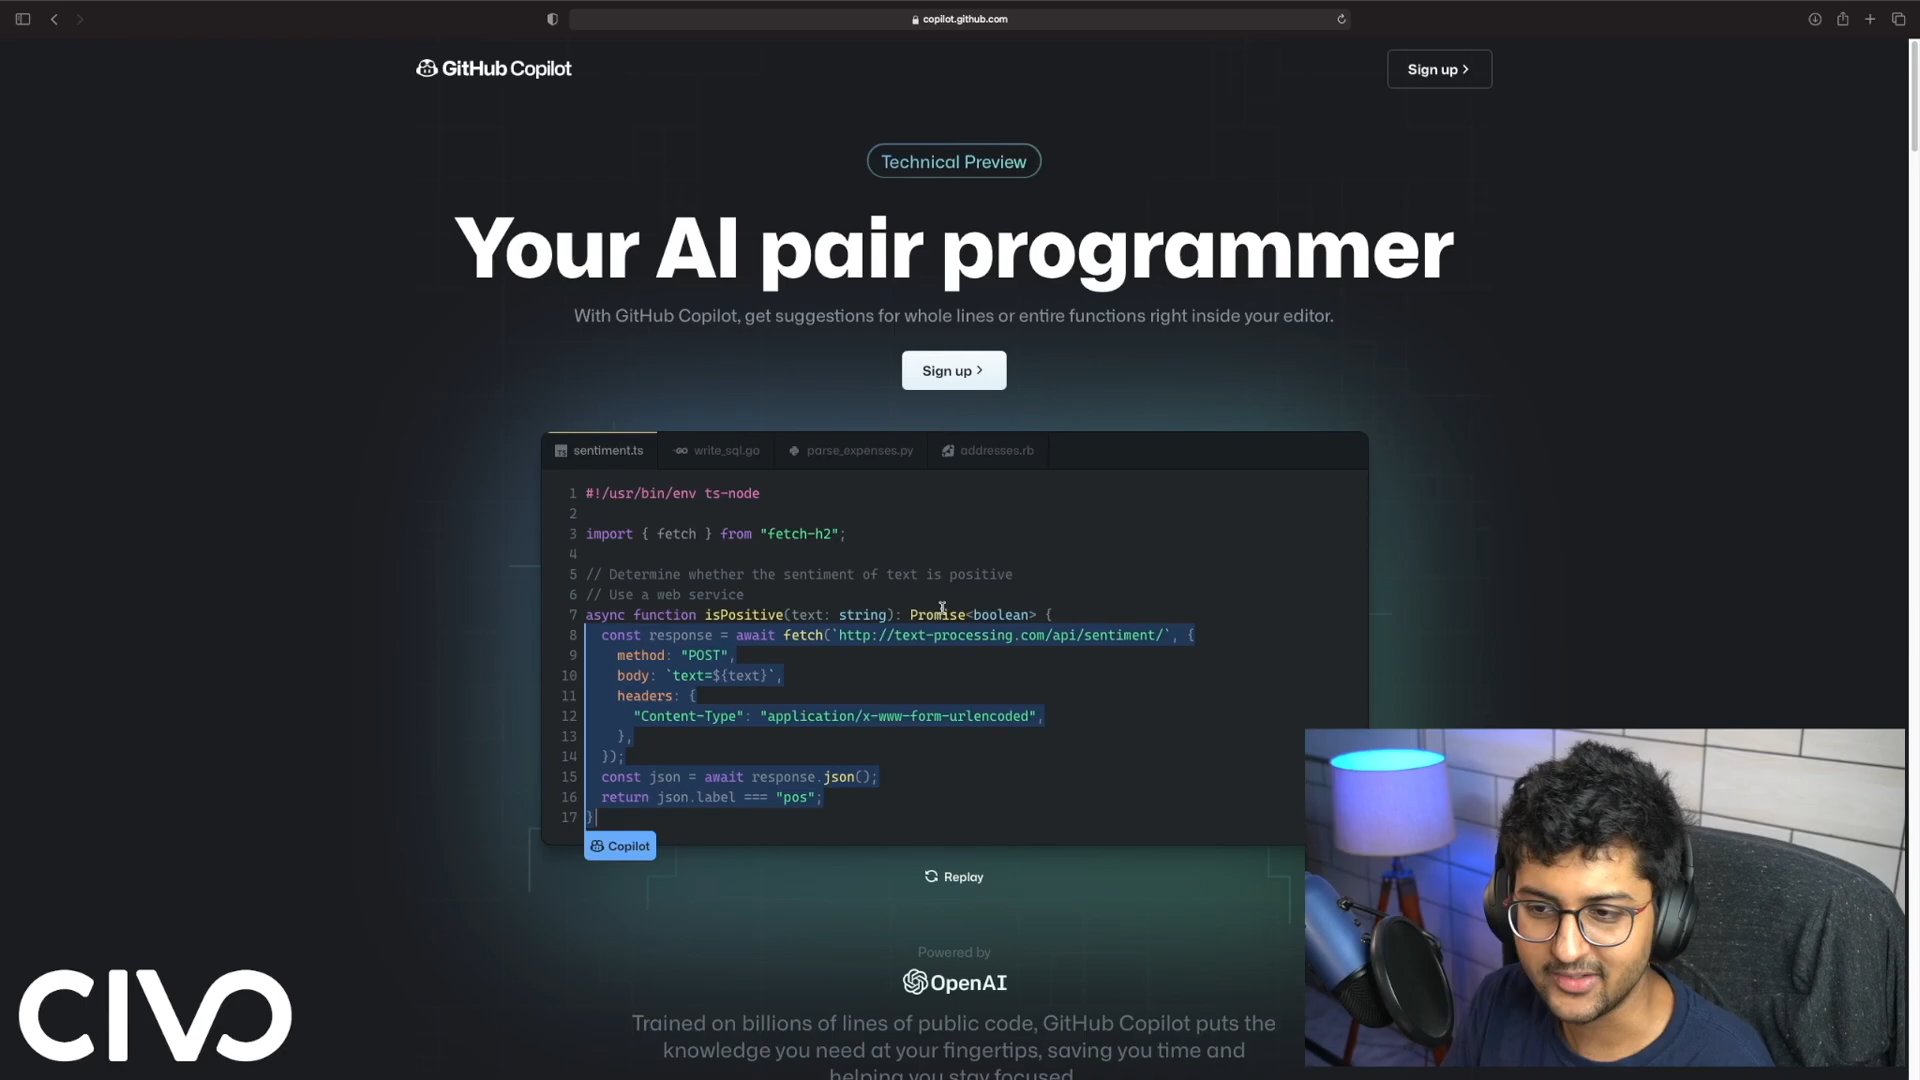 copilot.github.com
GitHub Copilot
Sign up
Technical Preview
Your AI pair programmer
With GitHub Copilot, get suggestions for whole lines or entire functions right inside your editor.
Sign up
sentiment.ts write_sql.go parse_expenses.py addresses.rb
1 #!/usr/bin/env ts-node
2
3 import { fetch } from "fetch-h2";
4
5 // Determine whether the sentiment of text is positive
6 // Use a web service
7 async function isPositive(text: string): Promise<boolean> {
8 const response = await fetch(`http://text-processing.com/api/sentiment/`, {
9 method: "POST",
10 body: `text=${text}`,
11 headers: {
12 "Content-Type": "application/x-www-form-urlencoded",
13 },
14 });
15 const json = await response.json();
16 return json.label === "pos";
17 }
Copilot
Replay
Powered by
OpenAI
Trained on billions of lines of public code, GitHub Copilot puts the
knowledge you need at your fingertips, saving you time and
helping you stay focused.
CIVO